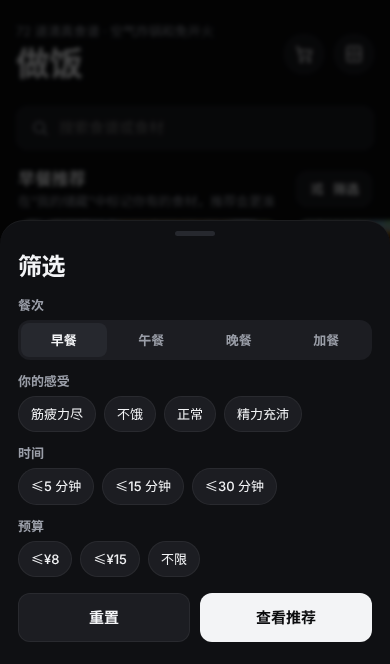 做饭
早餐推荐
筛选
筛选
餐次
早餐 午餐 晚餐 加餐
你的感受
筋疲力尽 不饿 正常 精力充沛
时间
≤5 分钟 ≤15 分钟 ≤30 分钟
预算
≤¥8 ≤¥15 不限
重置 查看推荐